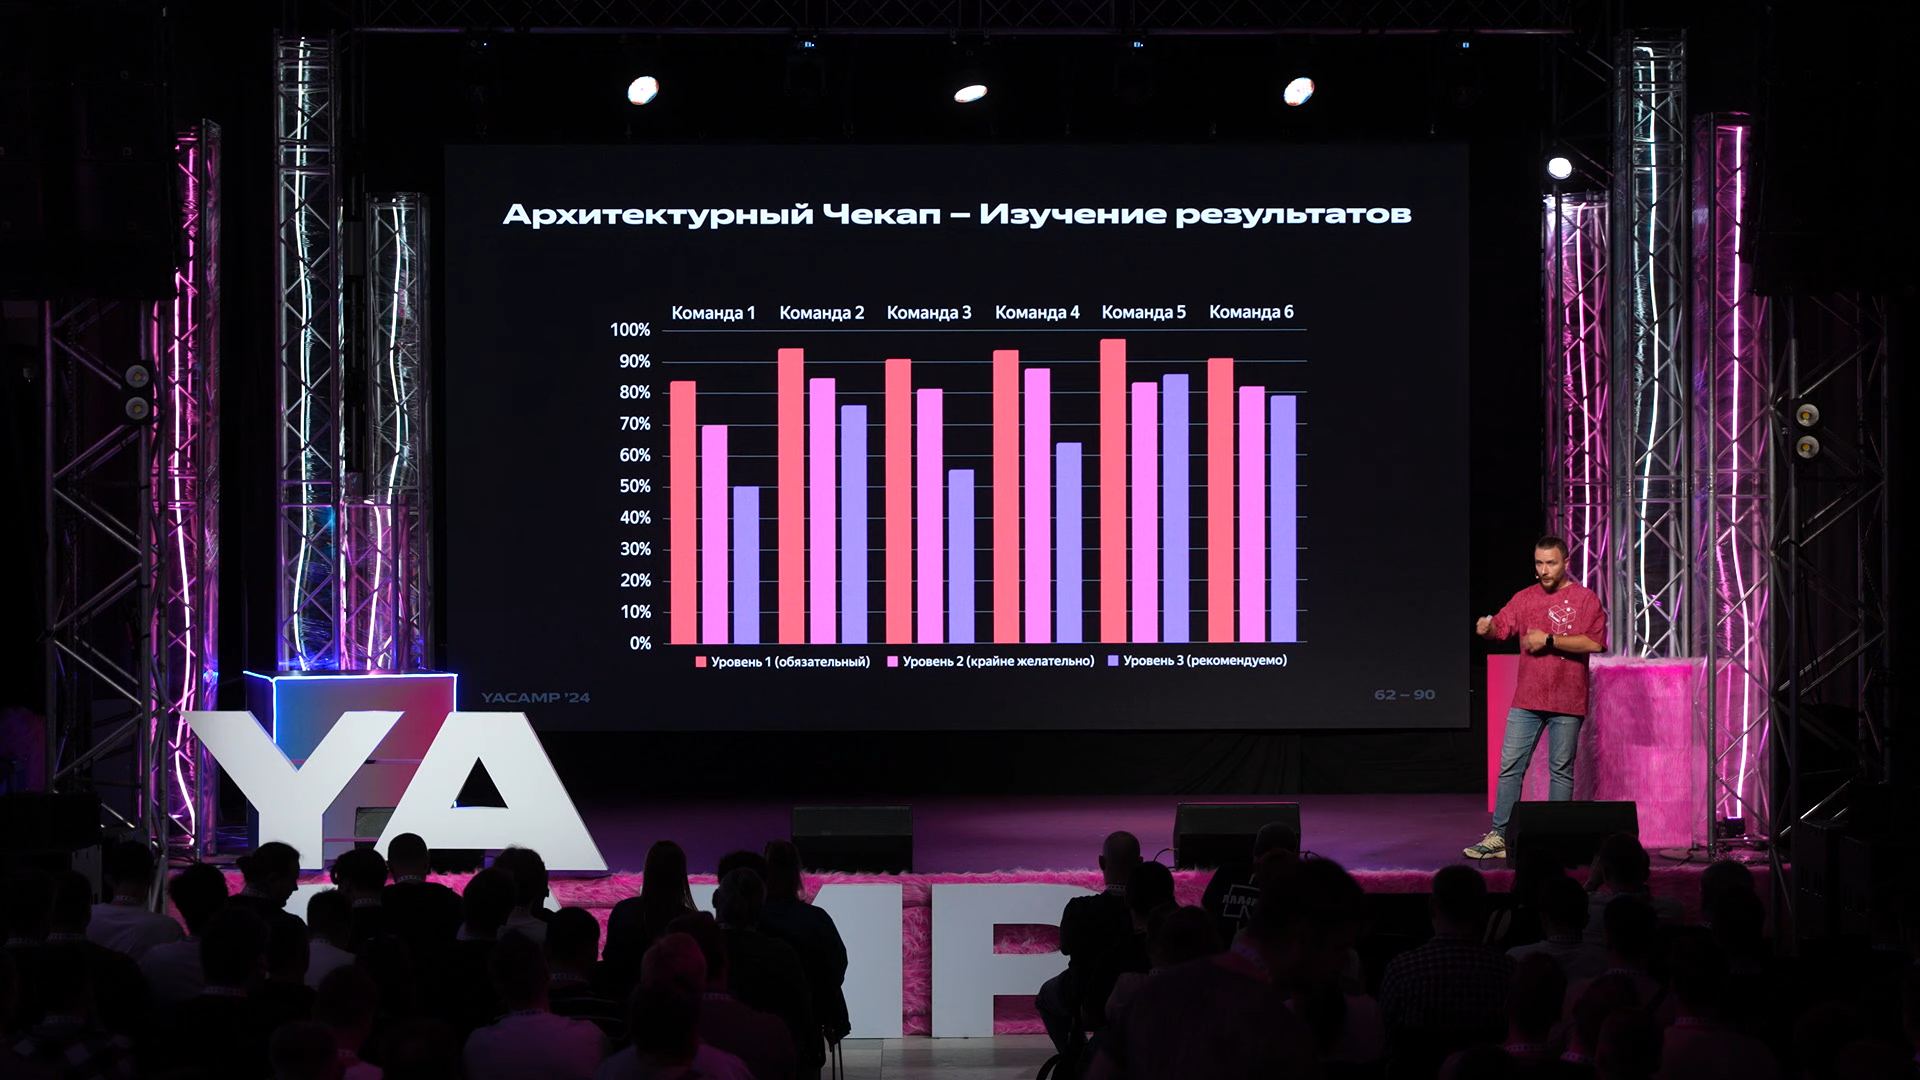 Архитектурный Чекап – Изучение результатов
Команда 1 Команда 2 Команда 3 Команда 4 Команда 5 Команда 6
100%
90%
80%
70%
60%
50%
40%
30%
20%
10%
0%
Уровень 1 (обязательный) Уровень 2 (крайне желательно) Уровень 3 (рекомендуемо)
YACAMP '24 62 – 90
YA
MP